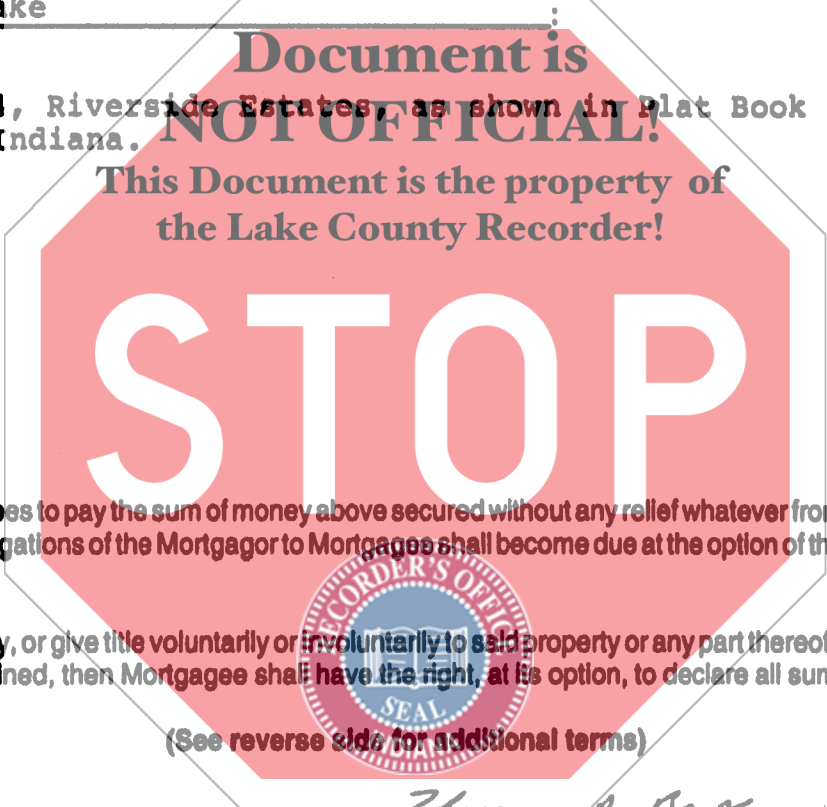 ake :
Document is
, Riverside Estates, as shown in Plat Book
NOT OFFICIAL!
Indiana.
This Document is the property of
the Lake County Recorder!
STOP
es to pay the sum of money above secured without any relief whatever from
gations of the Mortgagor to Mortgagee shall become due at the option of th
RECORDER'S OFFICE
y, or give title voluntarily or involuntarily to said property or any part thereof
ined, then Mortgagee shall have the right, at its option, to declare all sum
SEAL
INDIANA
(See reverse side for additional terms)